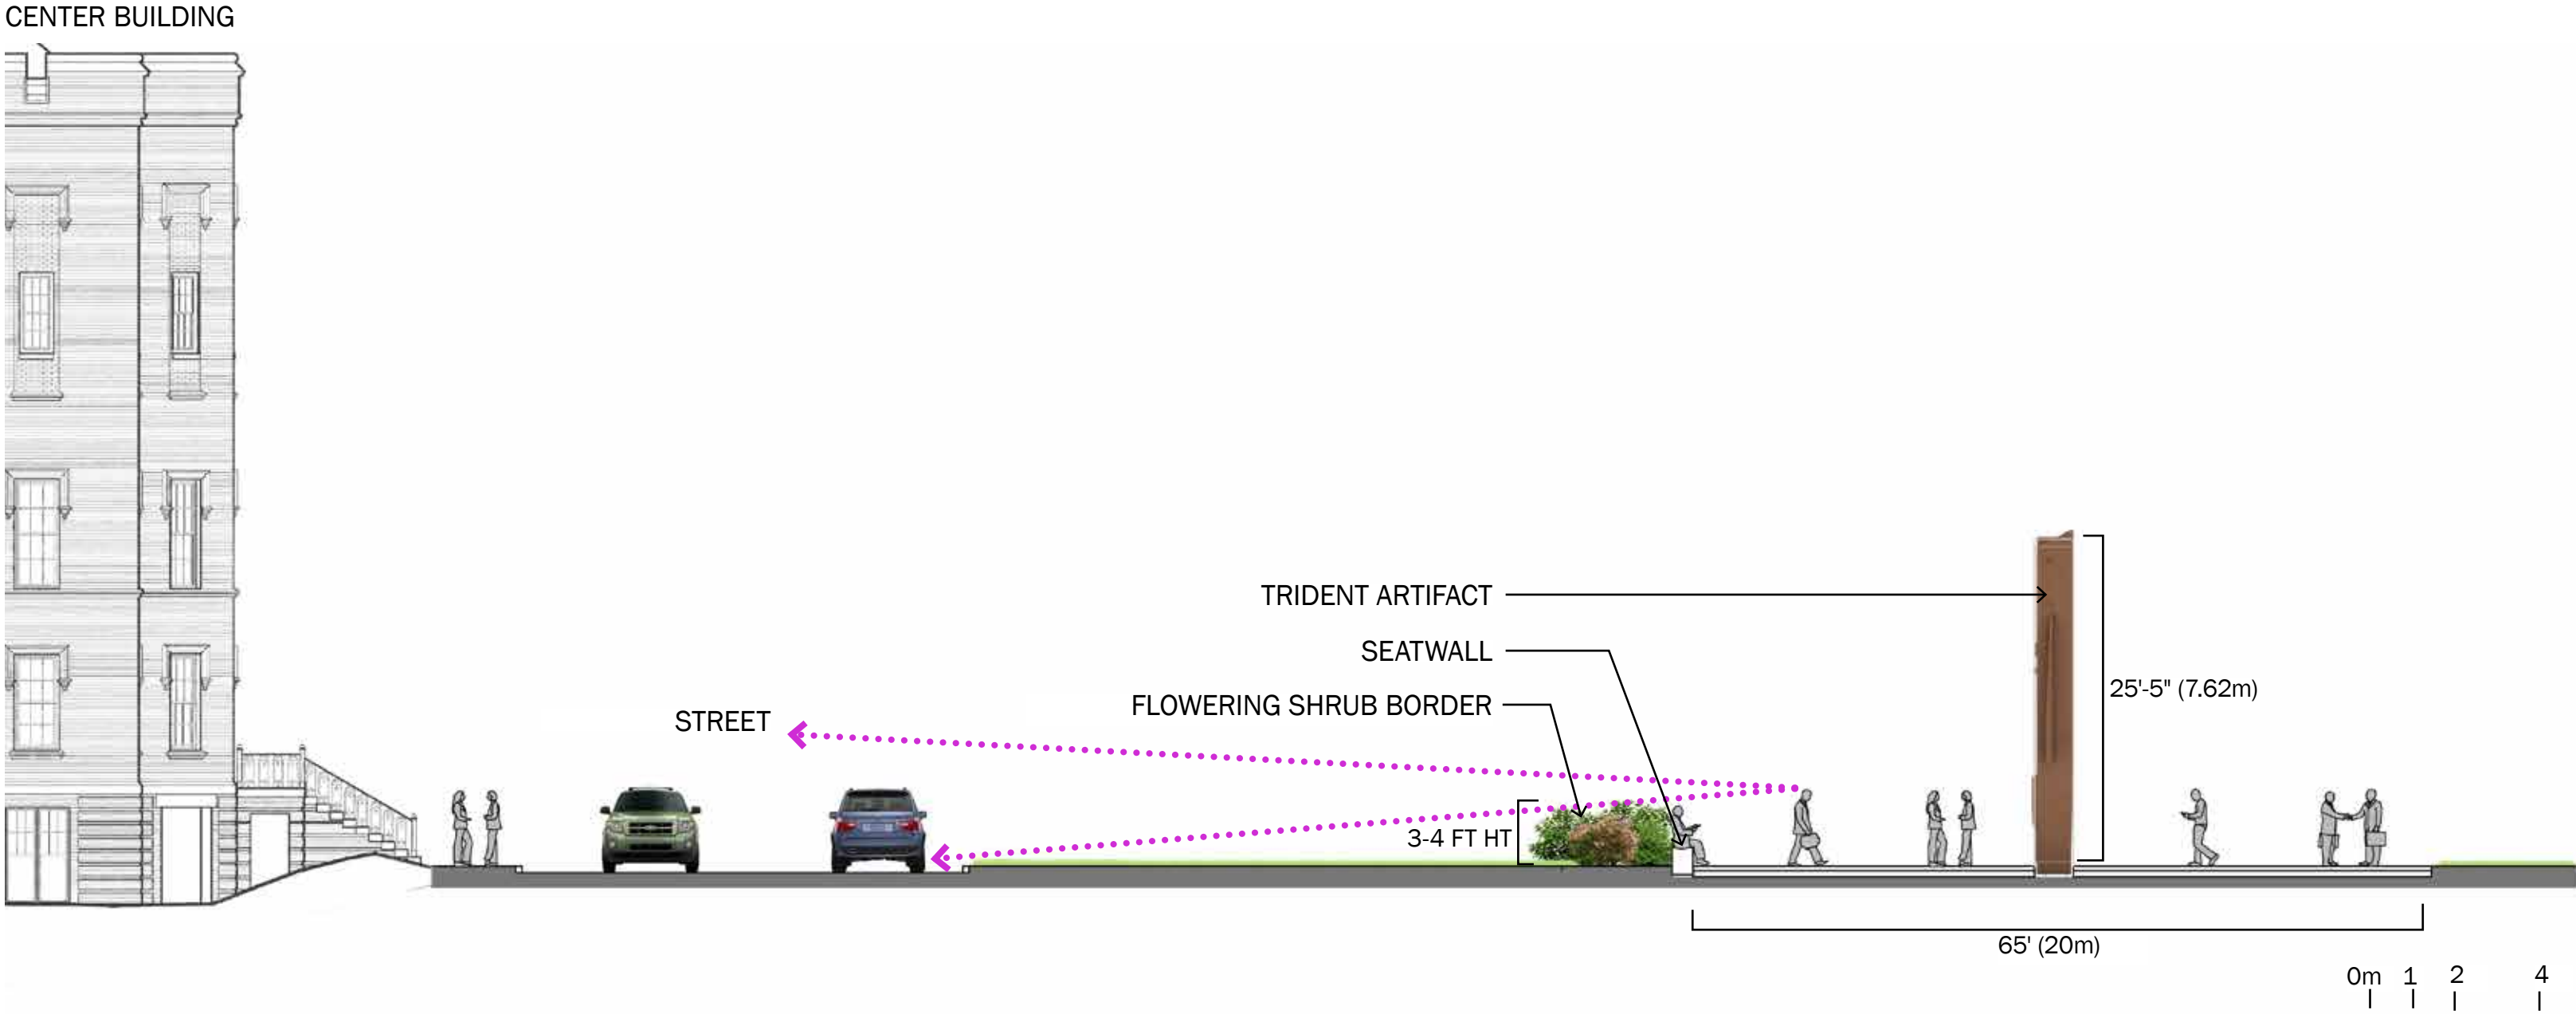 CENTER BUILDING
TRIDENT ARTIFACT
SEATWALL
FLOWERING SHRUB BORDER
STREET
25'-5" (7.62m)
3-4 FT HT
65' (20m)
0m 1 2 4